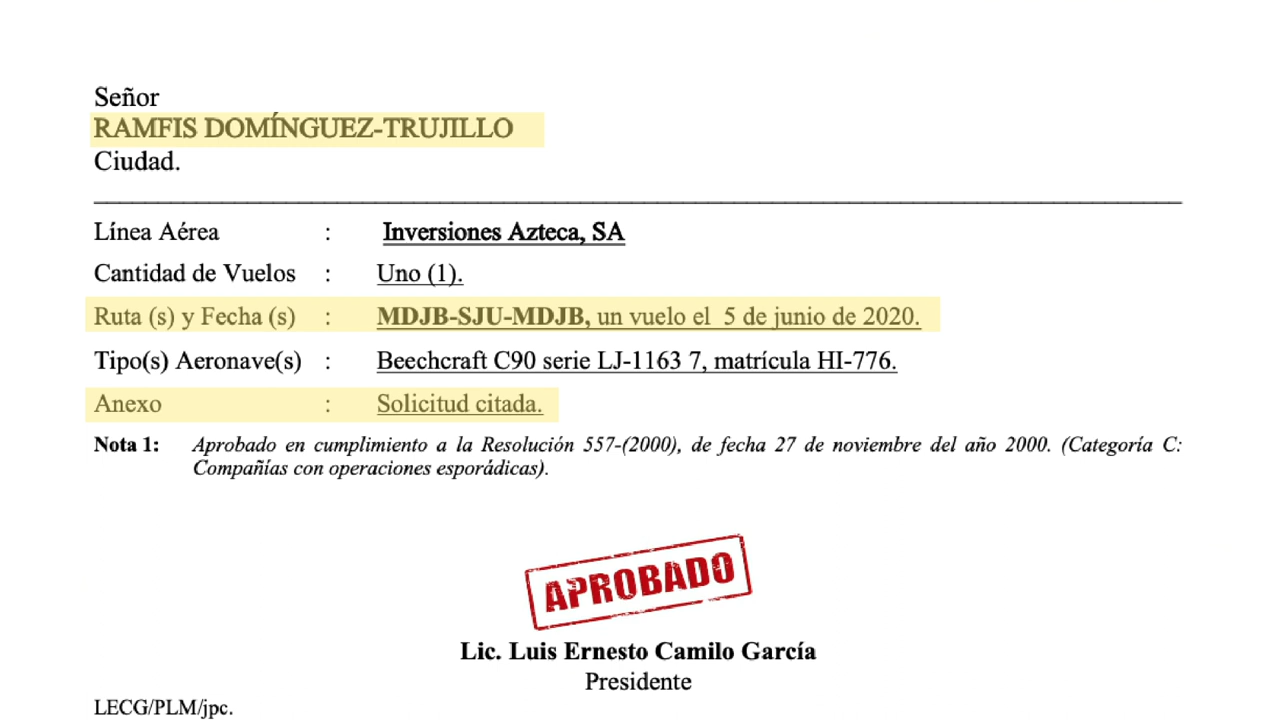 Señor
RAMFIS DOMÍNGUEZ-TRUJILLO
Ciudad.
Línea Aérea : Inversiones Azteca, SA
Cantidad de Vuelos : Uno (1).
Ruta (s) y Fecha (s) : MDJB-SJU-MDJB, un vuelo el 5 de junio de 2020.
Tipo(s) Aeronave(s) : Beechcraft C90 serie LJ-1163 7, matrícula HI-776.
Anexo : Solicitud citada.
Nota 1: Aprobado en cumplimiento a la Resolución 557-(2000), de fecha 27 de noviembre del año 2000. (Categoría C:
Compañías con operaciones esporádicas).
APROBADO
Lic. Luis Ernesto Camilo García
Presidente
LECG/PLM/jpc.